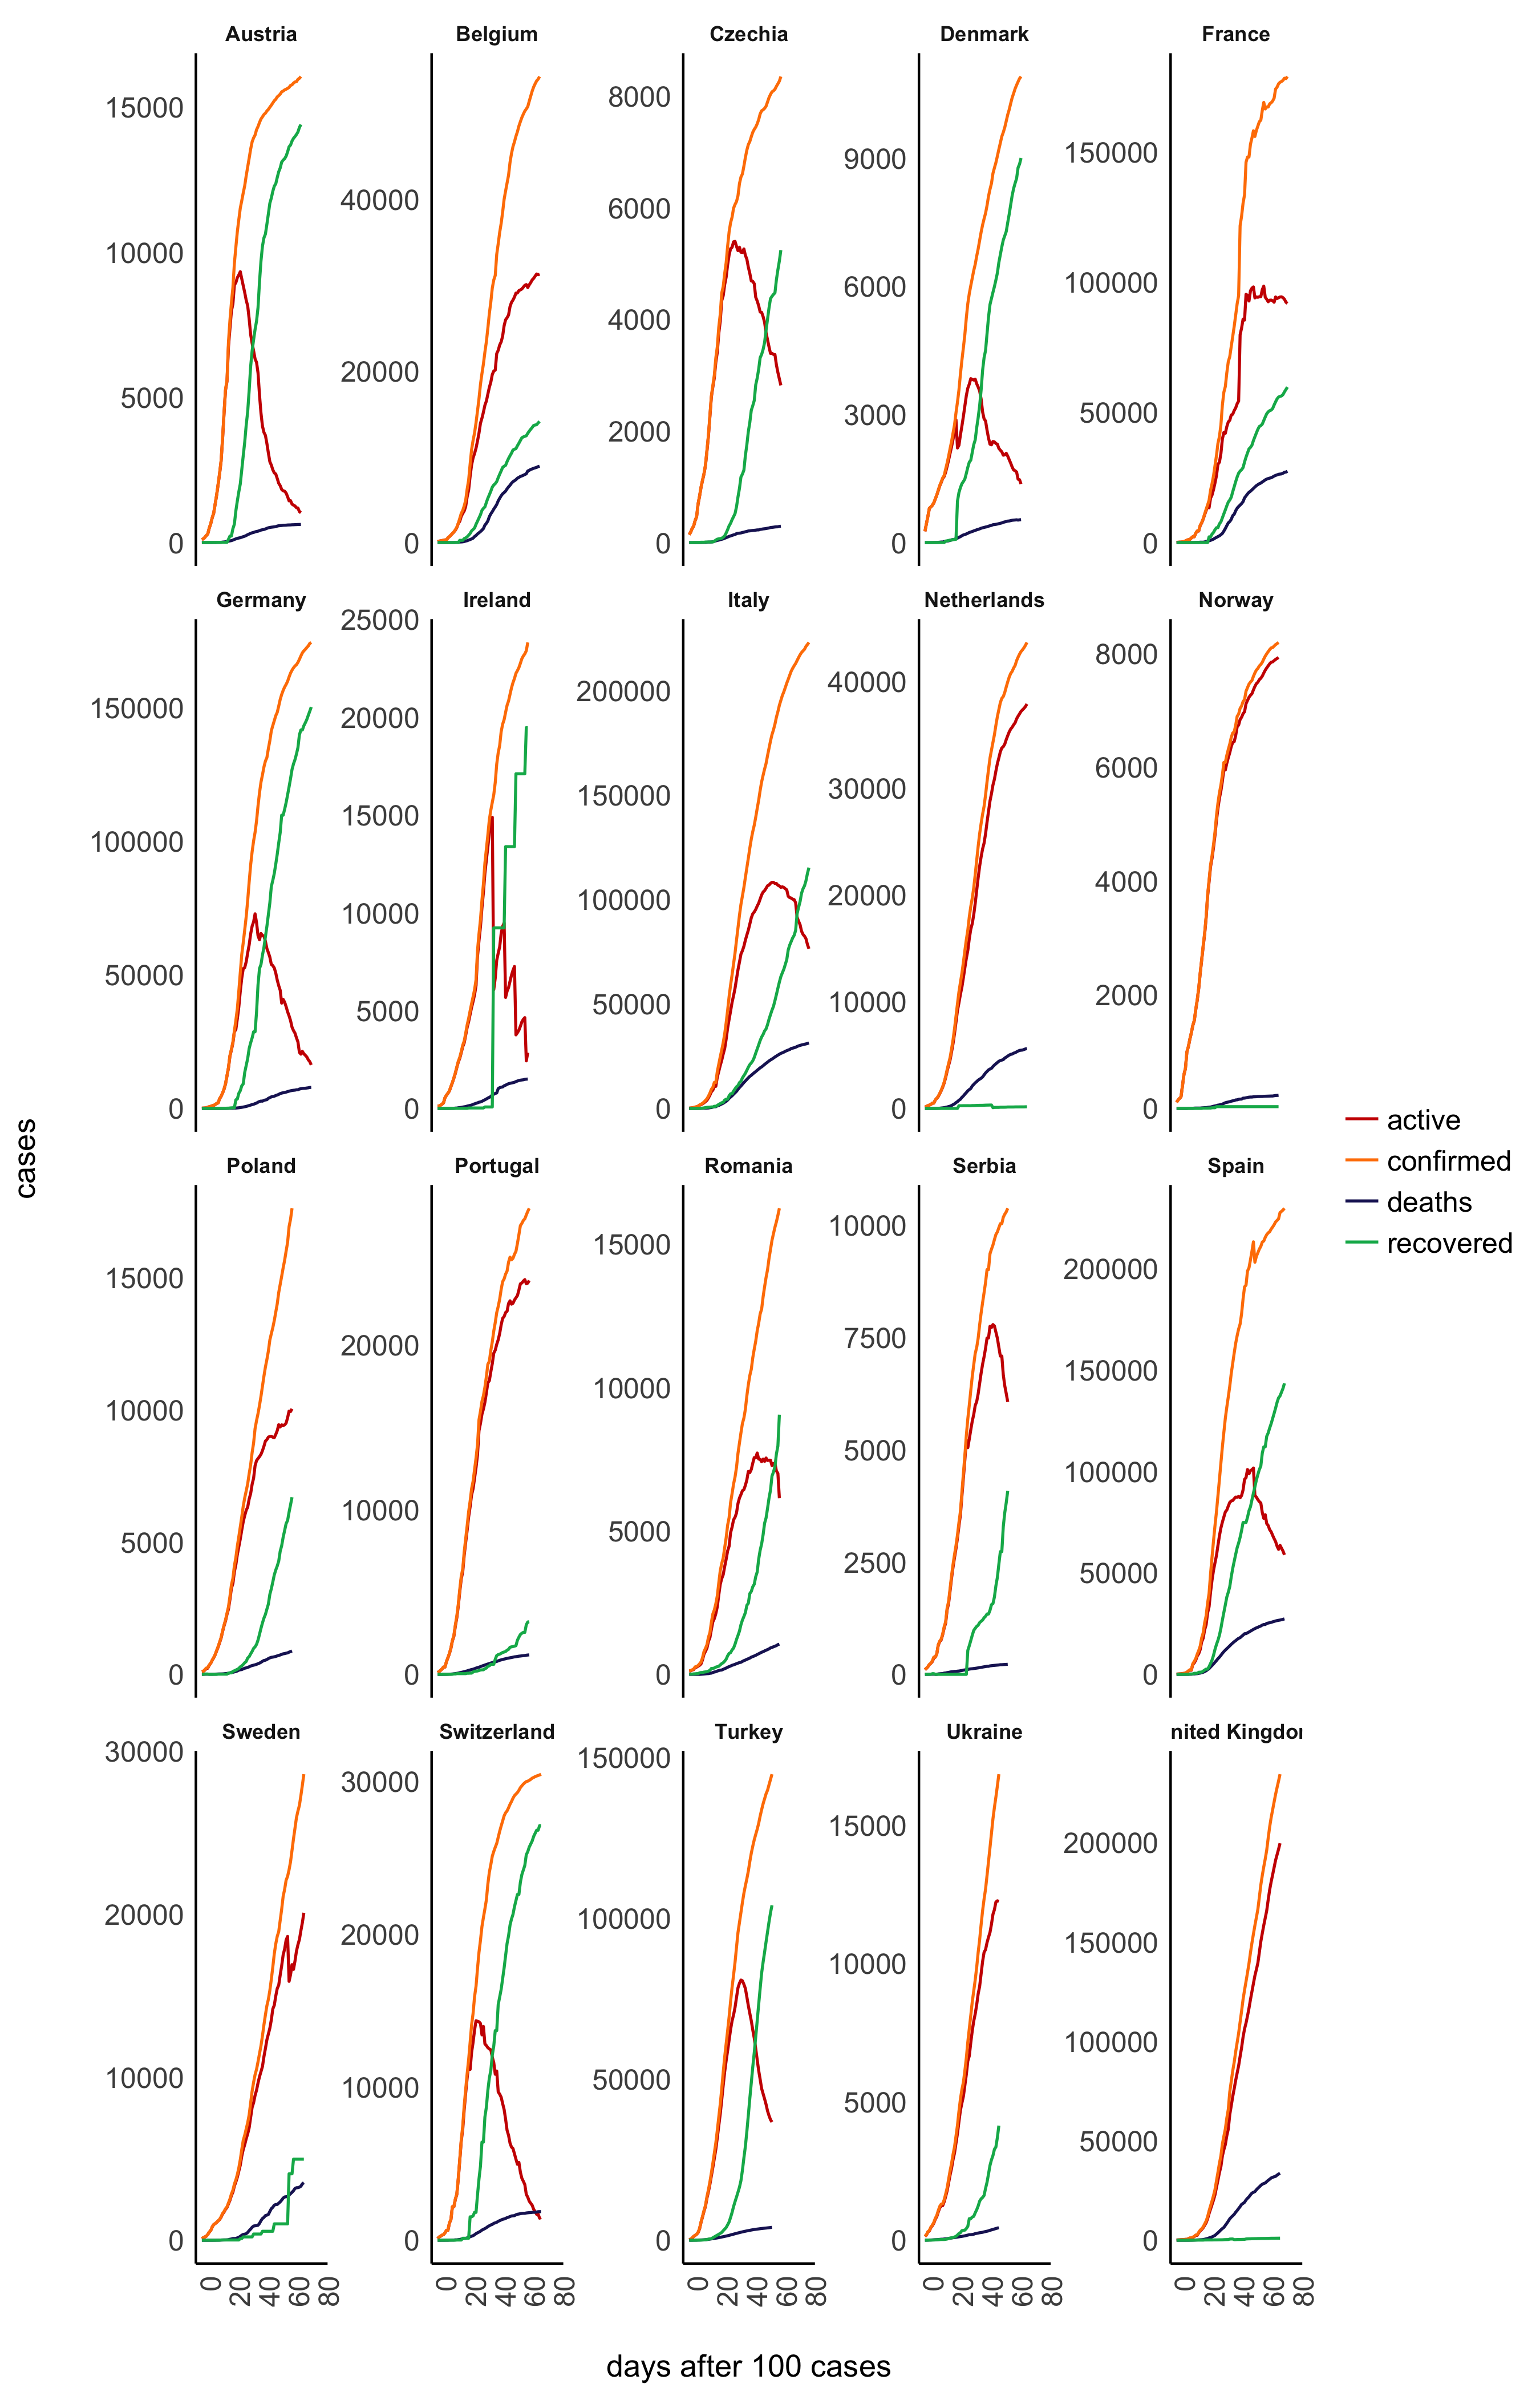 Austria Belgium Czechia Denmark France
15000 10000 5000 0
40000 20000 0
8000 6000 4000 2000 0
9000 6000 3000 0
150000 100000 50000 0
Germany Ireland Italy Netherlands Norway
150000 100000 50000 0
25000 20000 15000 10000 5000 0
200000 150000 100000 50000 0
40000 30000 20000 10000 0
8000 6000 4000 2000 0
cases
active
confirmed
deaths
recovered
Poland Portugal Romania Serbia Spain
15000 10000 5000 0
20000 10000 0
15000 10000 5000 0
10000 7500 5000 2500 0
200000 150000 100000 50000 0
Sweden Switzerland Turkey Ukraine nited Kingdo
30000 20000 10000 0
30000 20000 10000 0
150000 100000 50000 0
15000 10000 5000 0
200000 150000 100000 50000 0
0 20 40 60 80 0 20 40 60 80 0 20 40 60 80 0 20 40 60 80 0 20 40 60 80
days after 100 cases